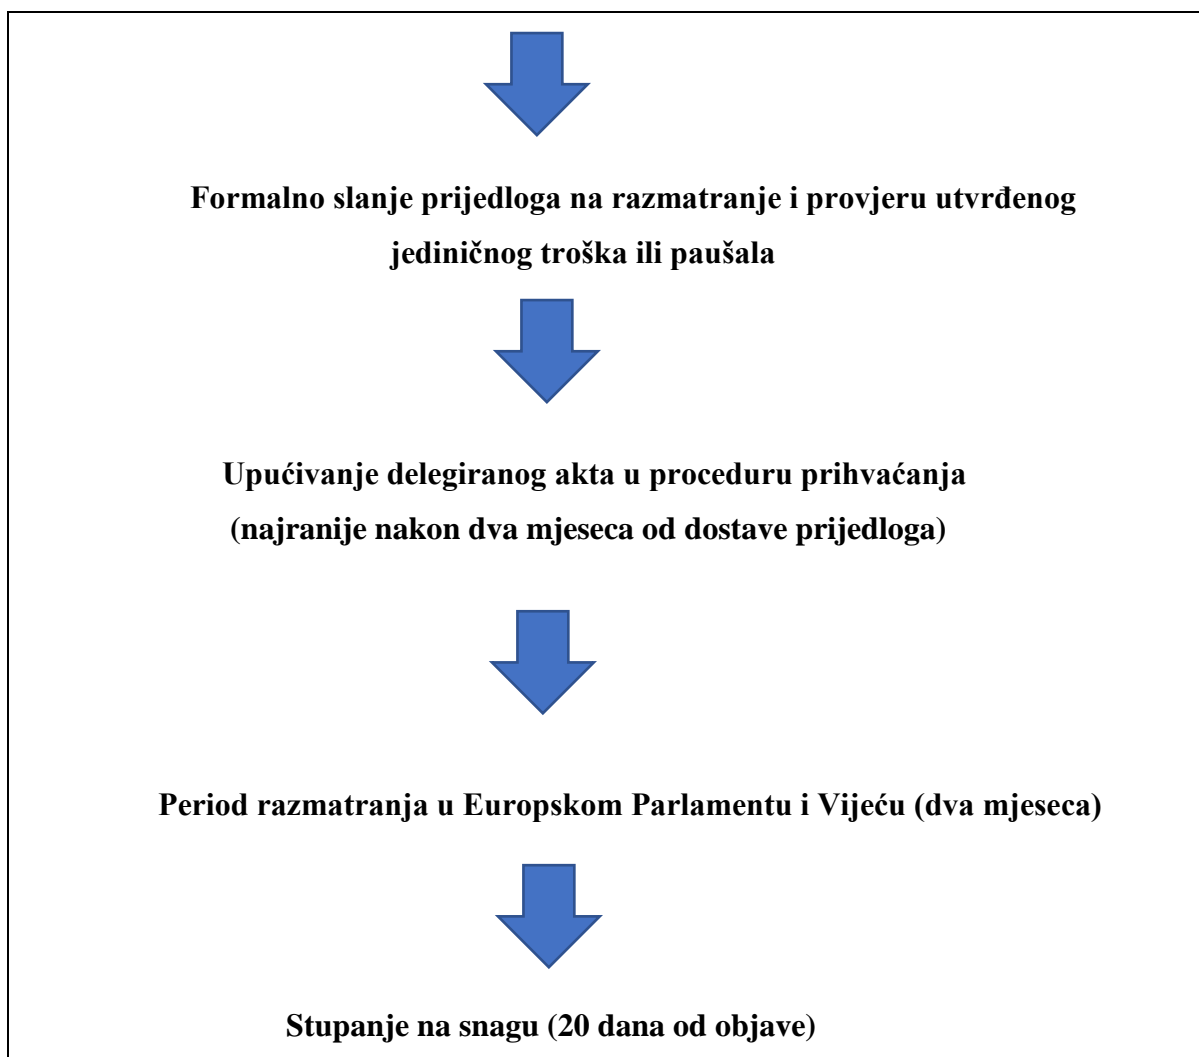 Formalno slanje prijedloga na razmatranje i provjeru utvrđenog
jediničnog troška ili paušala
Upućivanje delegiranog akta u proceduru prihvaćanja
(najranije nakon dva mjeseca od dostave prijedloga)
Period razmatranja u Europskom Parlamentu i Vijeću (dva mjeseca)
Stupanje na snagu (20 dana od objave)